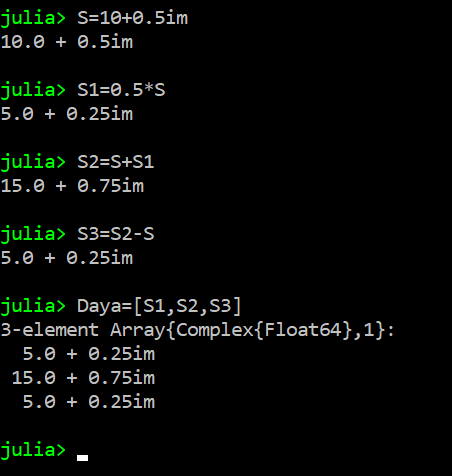 julia> S=10+0.5im
10.0 + 0.5im
julia> S1=0.5*S
5.0 + 0.25im
julia> S2=S+S1
15.0 + 0.75im
julia> S3=S2-S
5.0 + 0.25im
julia> Daya=[S1,S2,S3]
3-element Array{Complex{Float64},1}:
  5.0 + 0.25im
 15.0 + 0.75im
  5.0 + 0.25im
julia>